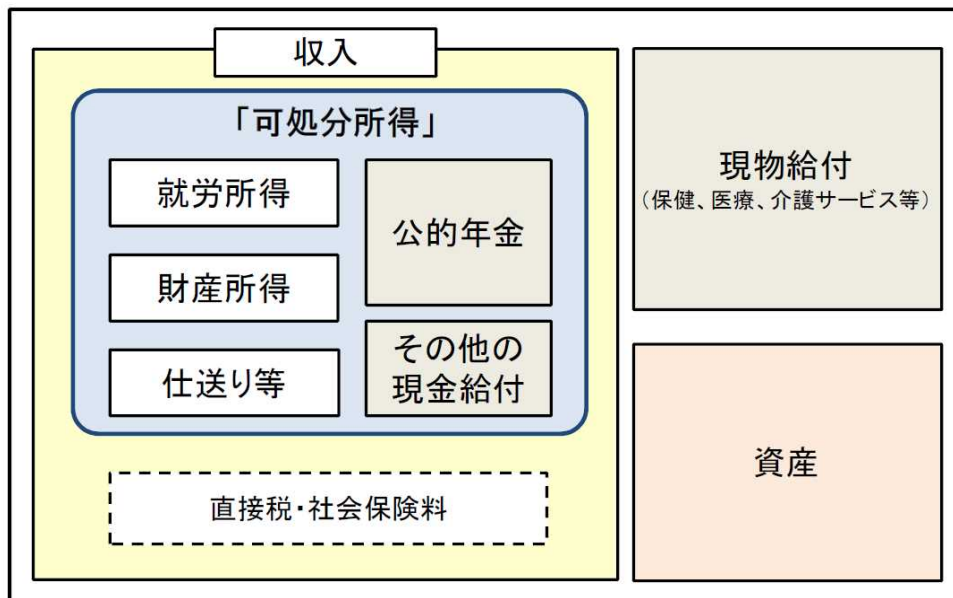 収入
「可処分所得」
就労所得
財産所得
仕送り等
公的年金
その他の
現金給付
直接税・社会保険料
現物給付
（保健、医療、介護サービス等）
資産